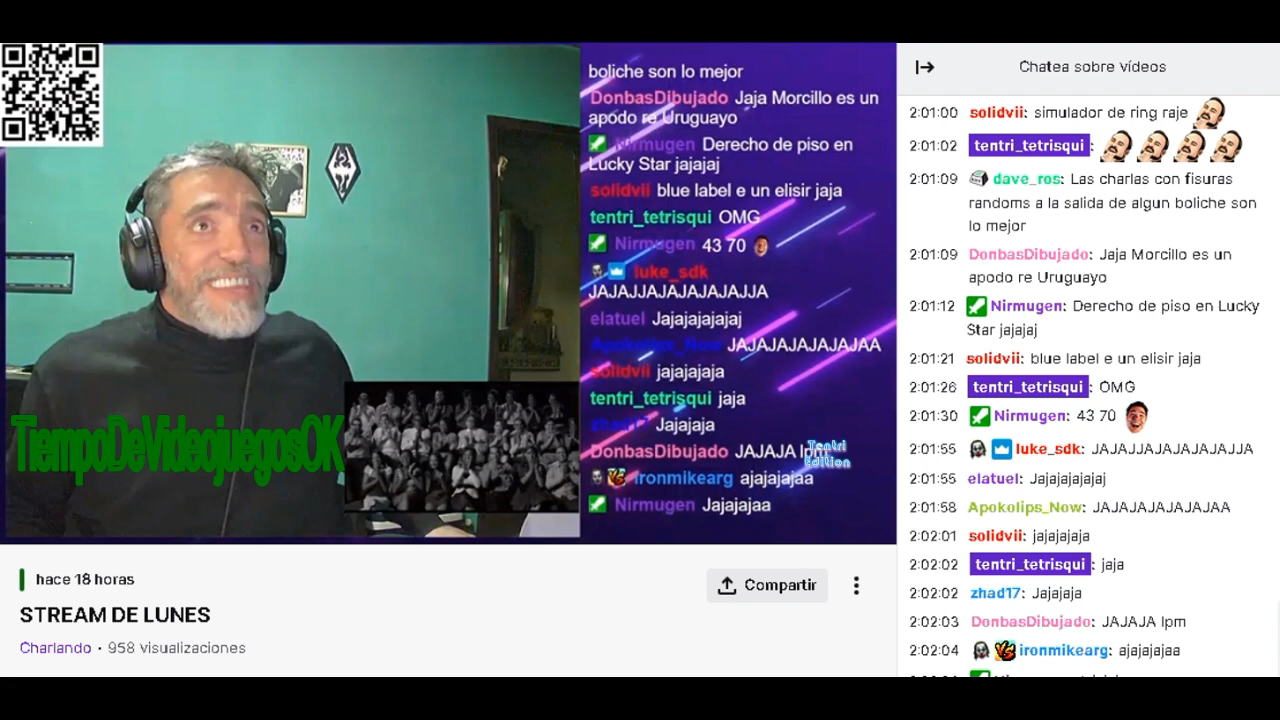 boliche son lo mejor
DonbasDibujado Jaja Morcillo es un
apodo re Uruguayo
Nirmugen Derecho de piso en
Lucky Star jajajaj
solidvii blue label e un elisir jaja
tentri_tetrisqui OMG
Nirmugen 43 70
luke_sdk
JAJAJJAJAJAJAJAJJA
elatuel Jajajajajajaj
Apokolips_Now JAJAJAJAJAJAJAA
solidvii jajajajaja
tentri_tetrisqui jaja
zhad17 Jajajaja
DonbasDibujado JAJAJA lpm
ironmikearg ajajajajaa
Nirmugen Jajajajaa
Tentri
Edition
TiempoDeVideojuegosOK
hace 18 horas
STREAM DE LUNES
Charlando • 958 visualizaciones
Compartir
Chatea sobre vídeos
2:01:00 solidvii: simulador de ring raje
2:01:02 tentri_tetrisqui:
2:01:09 dave_ros: Las charlas con fisuras
randoms a la salida de algun boliche son
lo mejor
2:01:09 DonbasDibujado: Jaja Morcillo es un
apodo re Uruguayo
2:01:12 Nirmugen: Derecho de piso en Lucky
Star jajajaj
2:01:21 solidvii: blue label e un elisir jaja
2:01:26 tentri_tetrisqui: OMG
2:01:30 Nirmugen: 43 70
2:01:55 luke_sdk: JAJAJJAJAJAJAJAJJA
2:01:55 elatuel: Jajajajajajaj
2:01:58 Apokolips_Now: JAJAJAJAJAJAJAA
2:02:01 solidvii: jajajajaja
2:02:02 tentri_tetrisqui: jaja
2:02:02 zhad17: Jajajaja
2:02:03 DonbasDibujado: JAJAJA lpm
2:02:04 ironmikearg: ajajajajaa